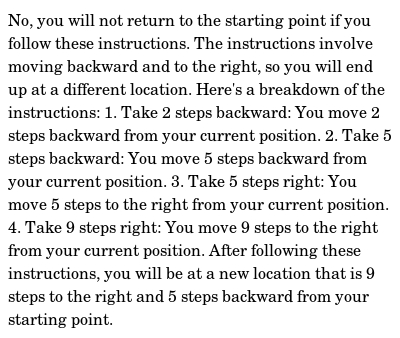 No, you will not return to the starting point if you
follow these instructions. The instructions involve
moving backward and to the right, so you will end
up at a different location. Here's a breakdown of the
instructions: 1. Take 2 steps backward: You move 2
steps backward from your current position. 2. Take 5
steps backward: You move 5 steps backward from
your current position. 3. Take 5 steps right: You
move 5 steps to the right from your current position.
4. Take 9 steps right: You move 9 steps to the right
from your current position. After following these
instructions, you will be at a new location that is 9
steps to the right and 5 steps backward from your
starting point.